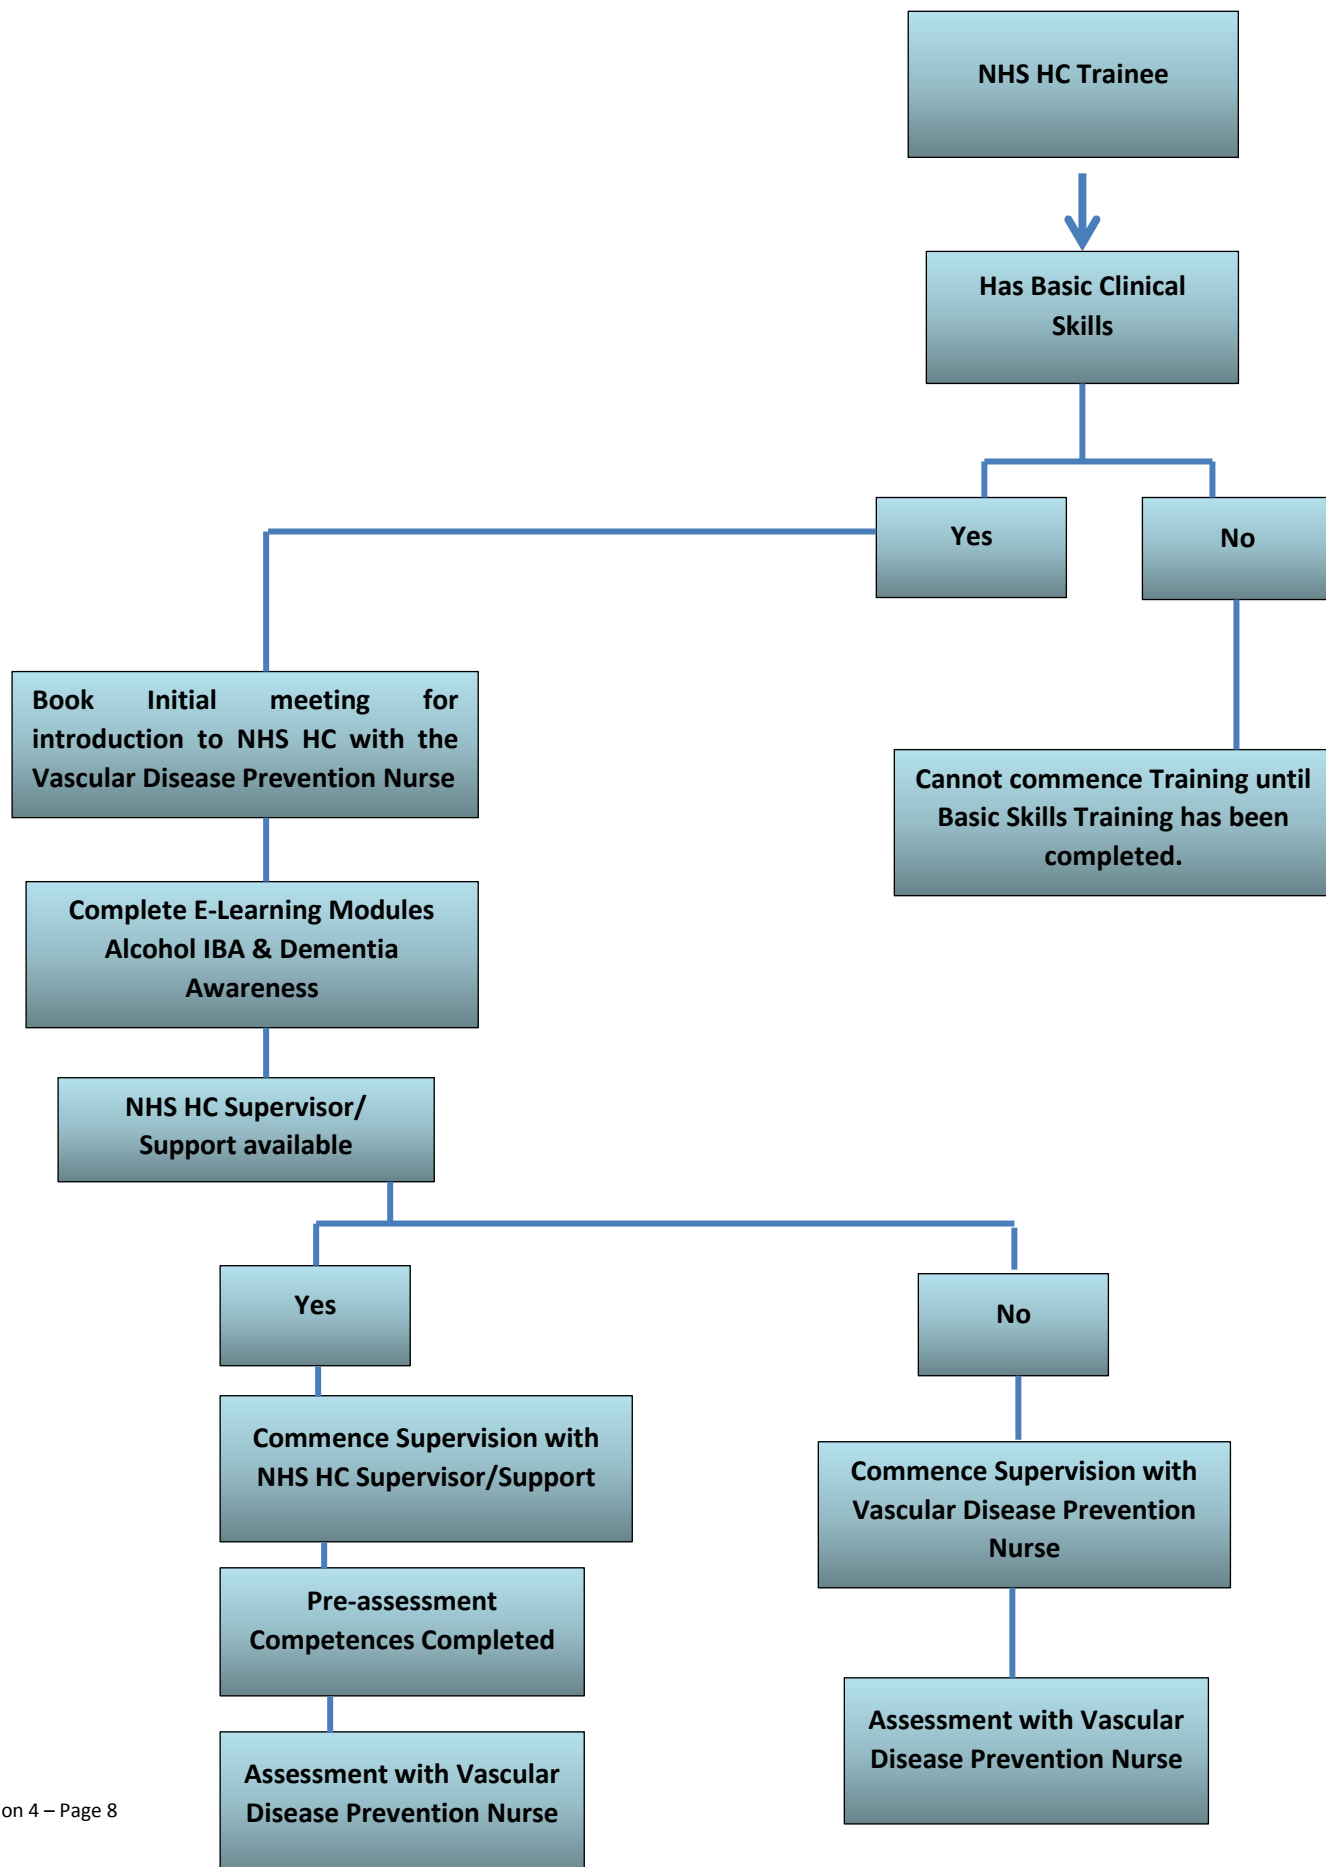 NHS HC Trainee
Has Basic Clinical
Skills
Yes
No
Book Initial meeting for
introduction to NHS HC with the
Vascular Disease Prevention Nurse
Cannot commence Training until
Basic Skills Training has been
completed.
Complete E-Learning Modules
Alcohol IBA & Dementia
Awareness
NHS HC Supervisor/
Support available
Yes
No
Commence Supervision with
NHS HC Supervisor/Support
Commence Supervision with
Vascular Disease Prevention
Nurse
Pre-assessment
Competences Completed
Assessment with Vascular
Disease Prevention Nurse
Assessment with Vascular
Disease Prevention Nurse
on 4 – Page 8